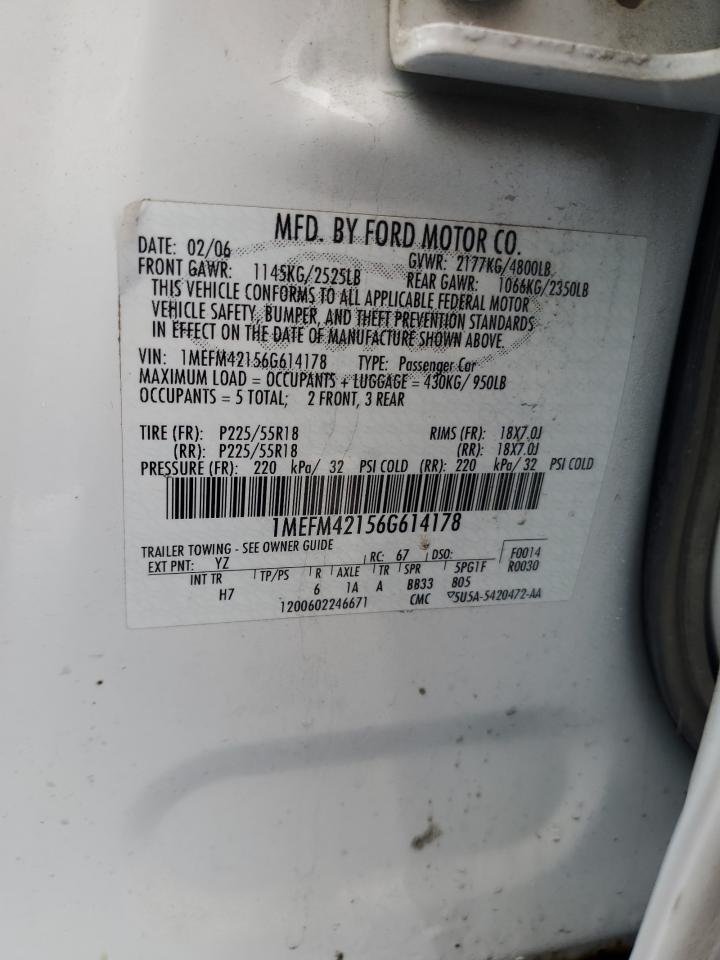 MFD. BY FORD MOTOR CO.
DATE: 02/06 GVWR: 2177KG/4800LB
FRONT GAWR: 1145KG/2525LB REAR GAWR: 1066KG/2350LB
THIS VEHICLE CONFORMS TO ALL APPLICABLE FEDERAL MOTOR
VEHICLE SAFETY, BUMPER, AND THEFT PREVENTION STANDARDS
IN EFFECT ON THE DATE OF MANUFACTURE SHOWN ABOVE.
VIN: 1MEFM42156G614178 TYPE: Passenger Car
MAXIMUM LOAD = OCCUPANTS + LUGGAGE = 430KG/ 950LB
OCCUPANTS = 5 TOTAL; 2 FRONT, 3 REAR
TIRE (FR): P225/55R18 RIMS (FR): 18X7.0J
(RR): P225/55R18 (RR): 18X7.0J
PRESSURE (FR): 220 kPa/ 32 PSI COLD (RR): 220 kPa/ 32 PSI COLD
1MEFM42156G614178
TRAILER TOWING - SEE OWNER GUIDE
EXT PNT: YZ RC: 67 DSO: F0014
INT TR TP/PS R AXLE TR SPR 5PG1F R0030
H7 6 1A A BB33 805
1200602246671 CMC ▽5U5A-5420472-AA